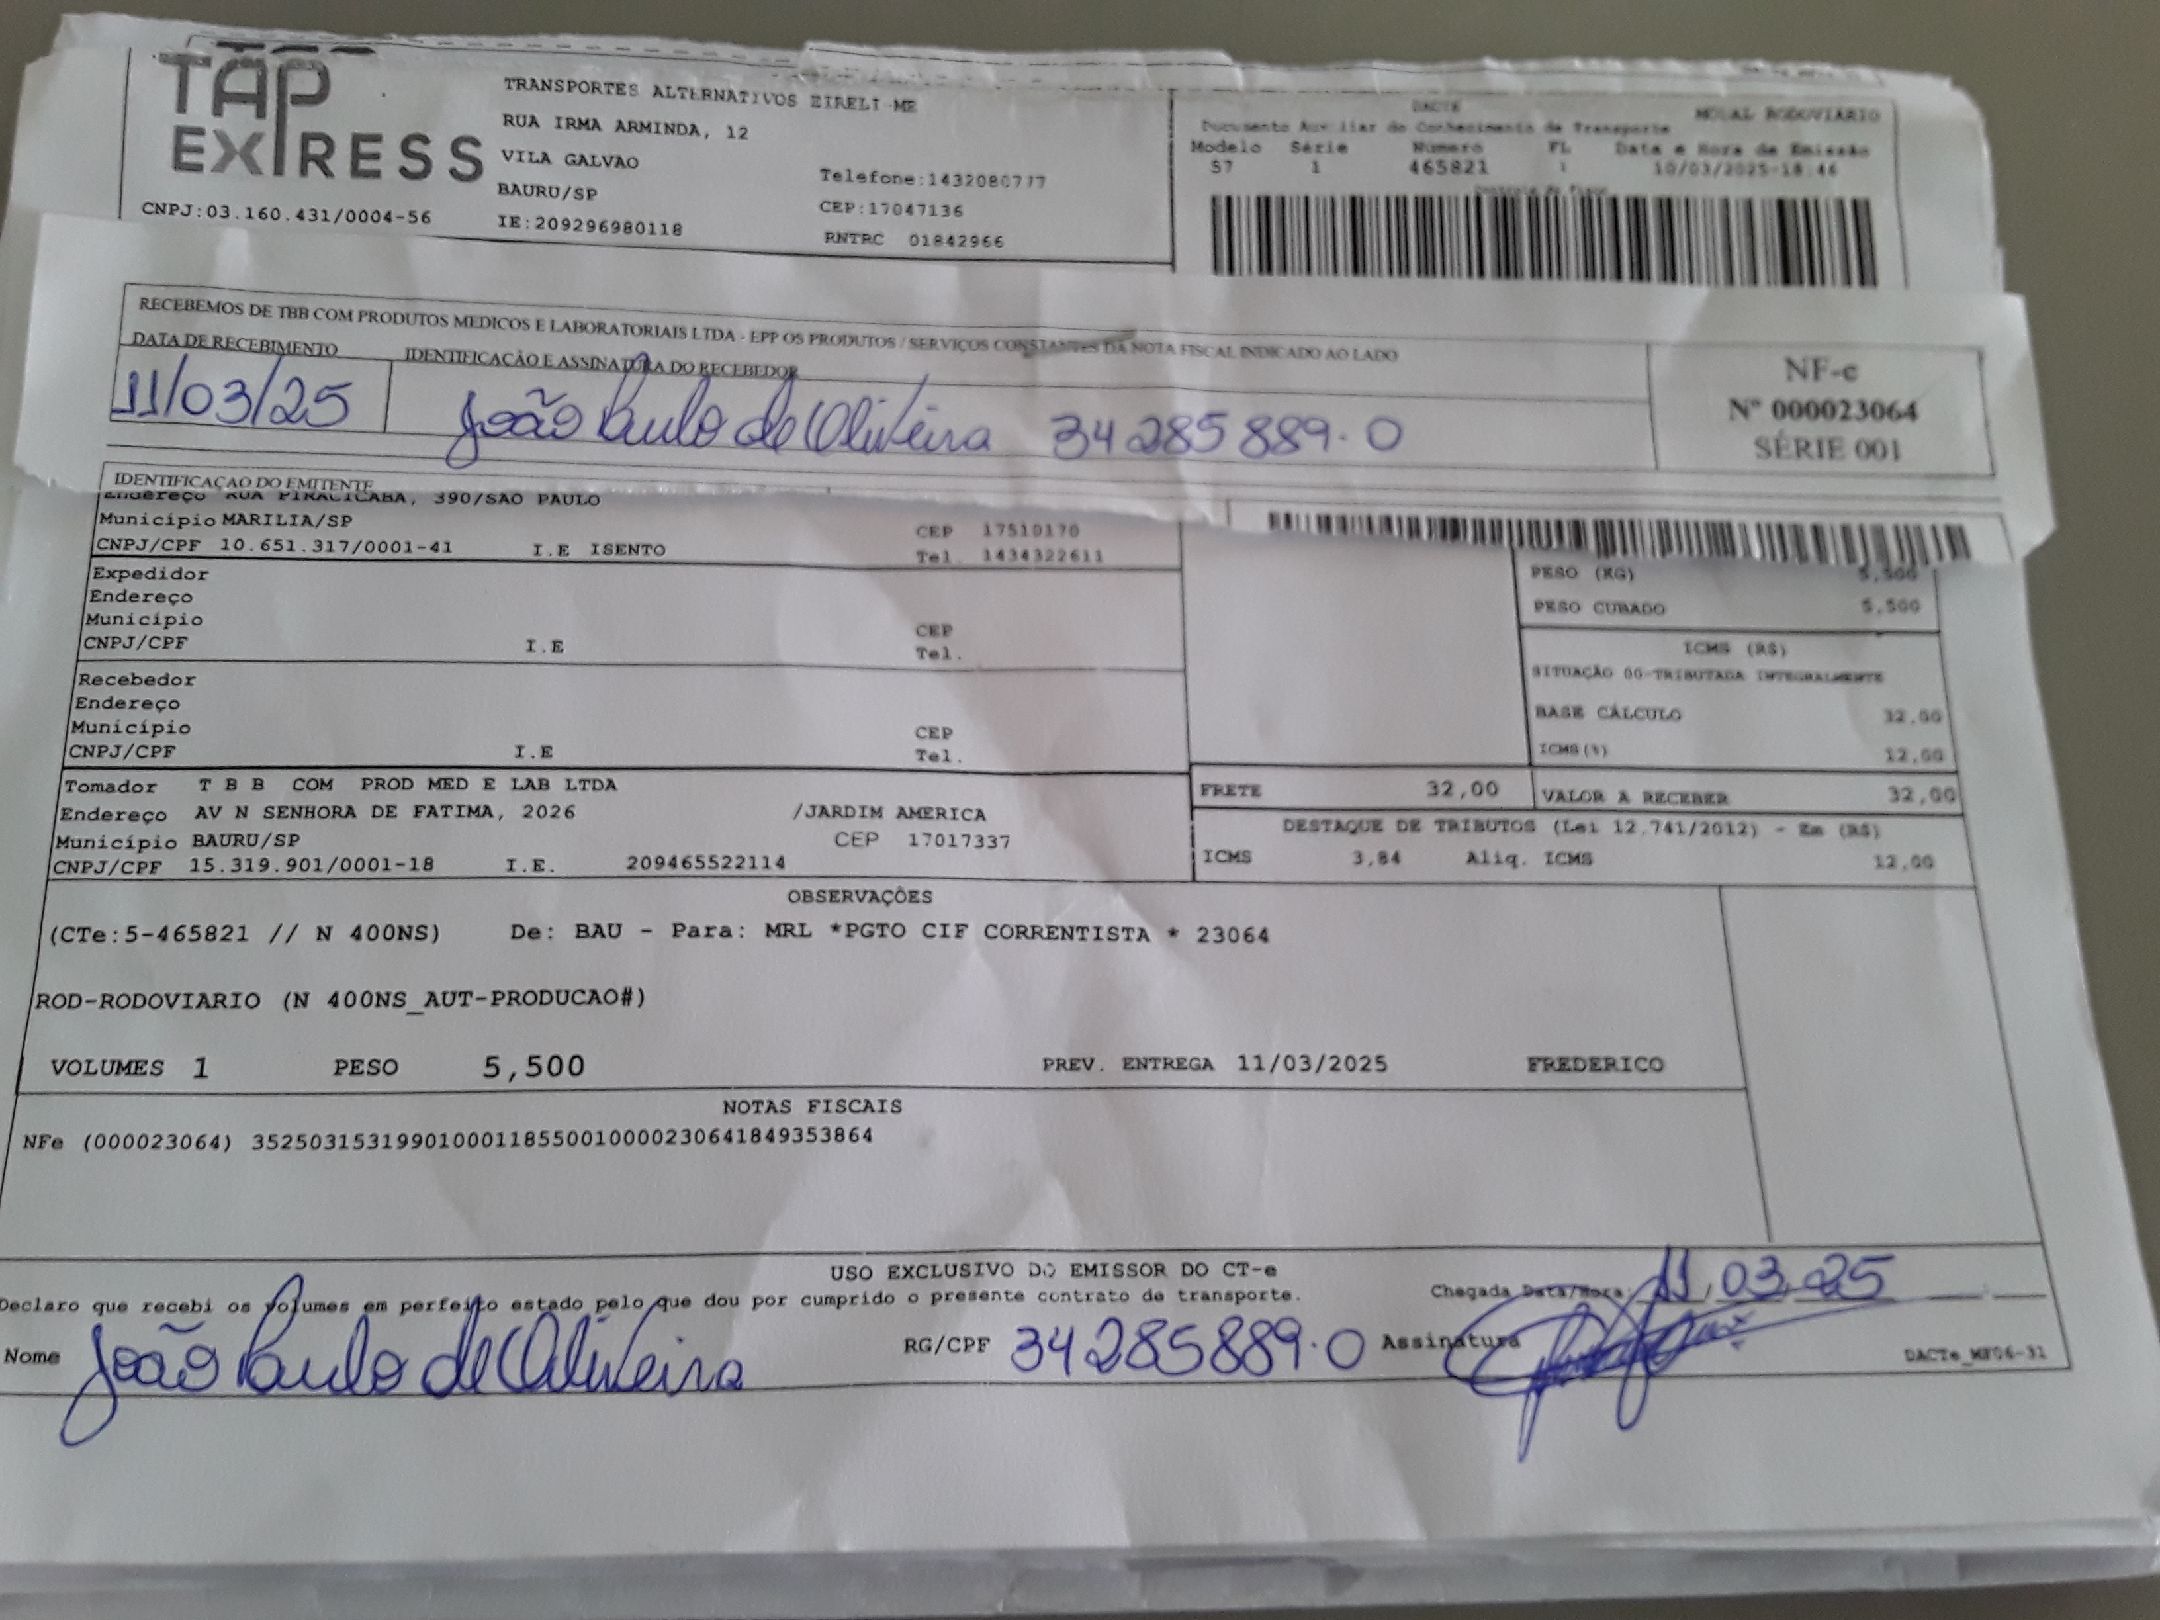 TAP EXPRESS
TRANSPORTES ALTERNATIVOS EIRELI-ME
RUA IRMA ARMINDA, 12
VILA GALVAO
BAURU/SP
Telefone:1432080777
CEP:17047136
CNPJ:03.160.431/0004-56
IE:209296980118
RNTRC 01842966
DACTE MODAL RODOVIARIO
Documento Auxiliar do Conhecimento de Transporte
Modelo Série Número FL Data e Hora de Emissão
57 1 465821 1 10/03/2025-18:46
RECEBEMOS DE TBB COM PRODUTOS MEDICOS E LABORATORIAIS LTDA - EPP OS PRODUTOS / SERVIÇOS CONSTANTES DA NOTA FISCAL INDICADO AO LADO
DATA DE RECEBIMENTO
11/03/25
IDENTIFICAÇÃO E ASSINATURA DO RECEBEDOR
João Paulo de Oliveira 34285889-0
NF-e
Nº 000023064
SÉRIE 001
IDENTIFICAÇÃO DO EMITENTE
Endereço RUA PIRACICABA, 390/SAO PAULO
Município MARILIA/SP CEP 17510170
CNPJ/CPF 10.651.317/0001-41 I.E ISENTO Tel. 1434322611
Expedidor
Endereço
Município CEP
CNPJ/CPF I.E Tel.
Recebedor
Endereço
Município CEP
CNPJ/CPF I.E Tel.
Tomador T B B COM PROD MED E LAB LTDA
Endereço AV N SENHORA DE FATIMA, 2026 /JARDIM AMERICA
Município BAURU/SP CEP 17017337
CNPJ/CPF 15.319.901/0001-18 I.E. 209465522114
PESO (KG) 5,500
PESO CUBADO 5,500
ICMS (R$)
SITUAÇÃO 00-TRIBUTADA INTEGRALMENTE
BASE CÁLCULO 32,00
ICMS(%) 12,00
FRETE 32,00 VALOR A RECEBER 32,00
DESTAQUE DE TRIBUTOS (Lei 12.741/2012) - Em (R$)
ICMS 3,84 Aliq. ICMS 12,00
OBSERVAÇÕES
(CTe:5-465821 // N 400NS) De: BAU - Para: MRL *PGTO CIF CORRENTISTA * 23064
ROD-RODOVIARIO (N 400NS_AUT-PRODUCAO#)
VOLUMES 1 PESO 5,500 PREV. ENTREGA 11/03/2025 FREDERICO
NOTAS FISCAIS
NFe (000023064) 35250315319901000118550010000230641849353864
USO EXCLUSIVO DO EMISSOR DO CT-e
Declaro que recebi os volumes em perfeito estado pelo que dou por cumprido o presente contrato de transporte.
Chegada Data/Hora: 11/03/25
Nome João Paulo de Oliveira RG/CPF 34285889-0 Assinatura
DACTe_MF06-31